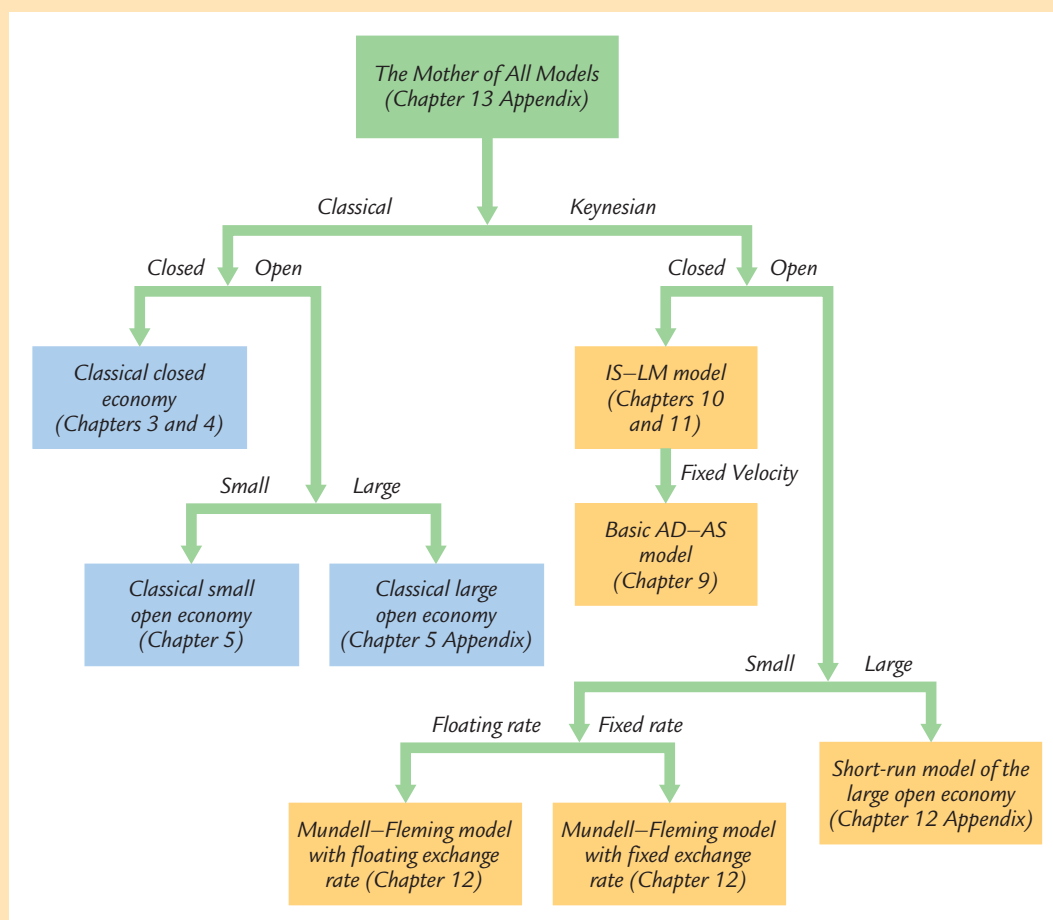 The Mother of All Models
(Chapter 13 Appendix)
Classical
Keynesian
Closed
Open
Closed
Open
Classical closed
economy
(Chapters 3 and 4)
IS–LM model
(Chapters 10
and 11)
Fixed Velocity
Small
Large
Basic AD–AS
model
(Chapter 9)
Classical small
open economy
(Chapter 5)
Classical large
open economy
(Chapter 5 Appendix)
Small
Large
Floating rate
Fixed rate
Short-run model of the
large open economy
(Chapter 12 Appendix)
Mundell–Fleming model
with floating exchange
rate (Chapter 12)
Mundell–Fleming model
with fixed exchange
rate (Chapter 12)